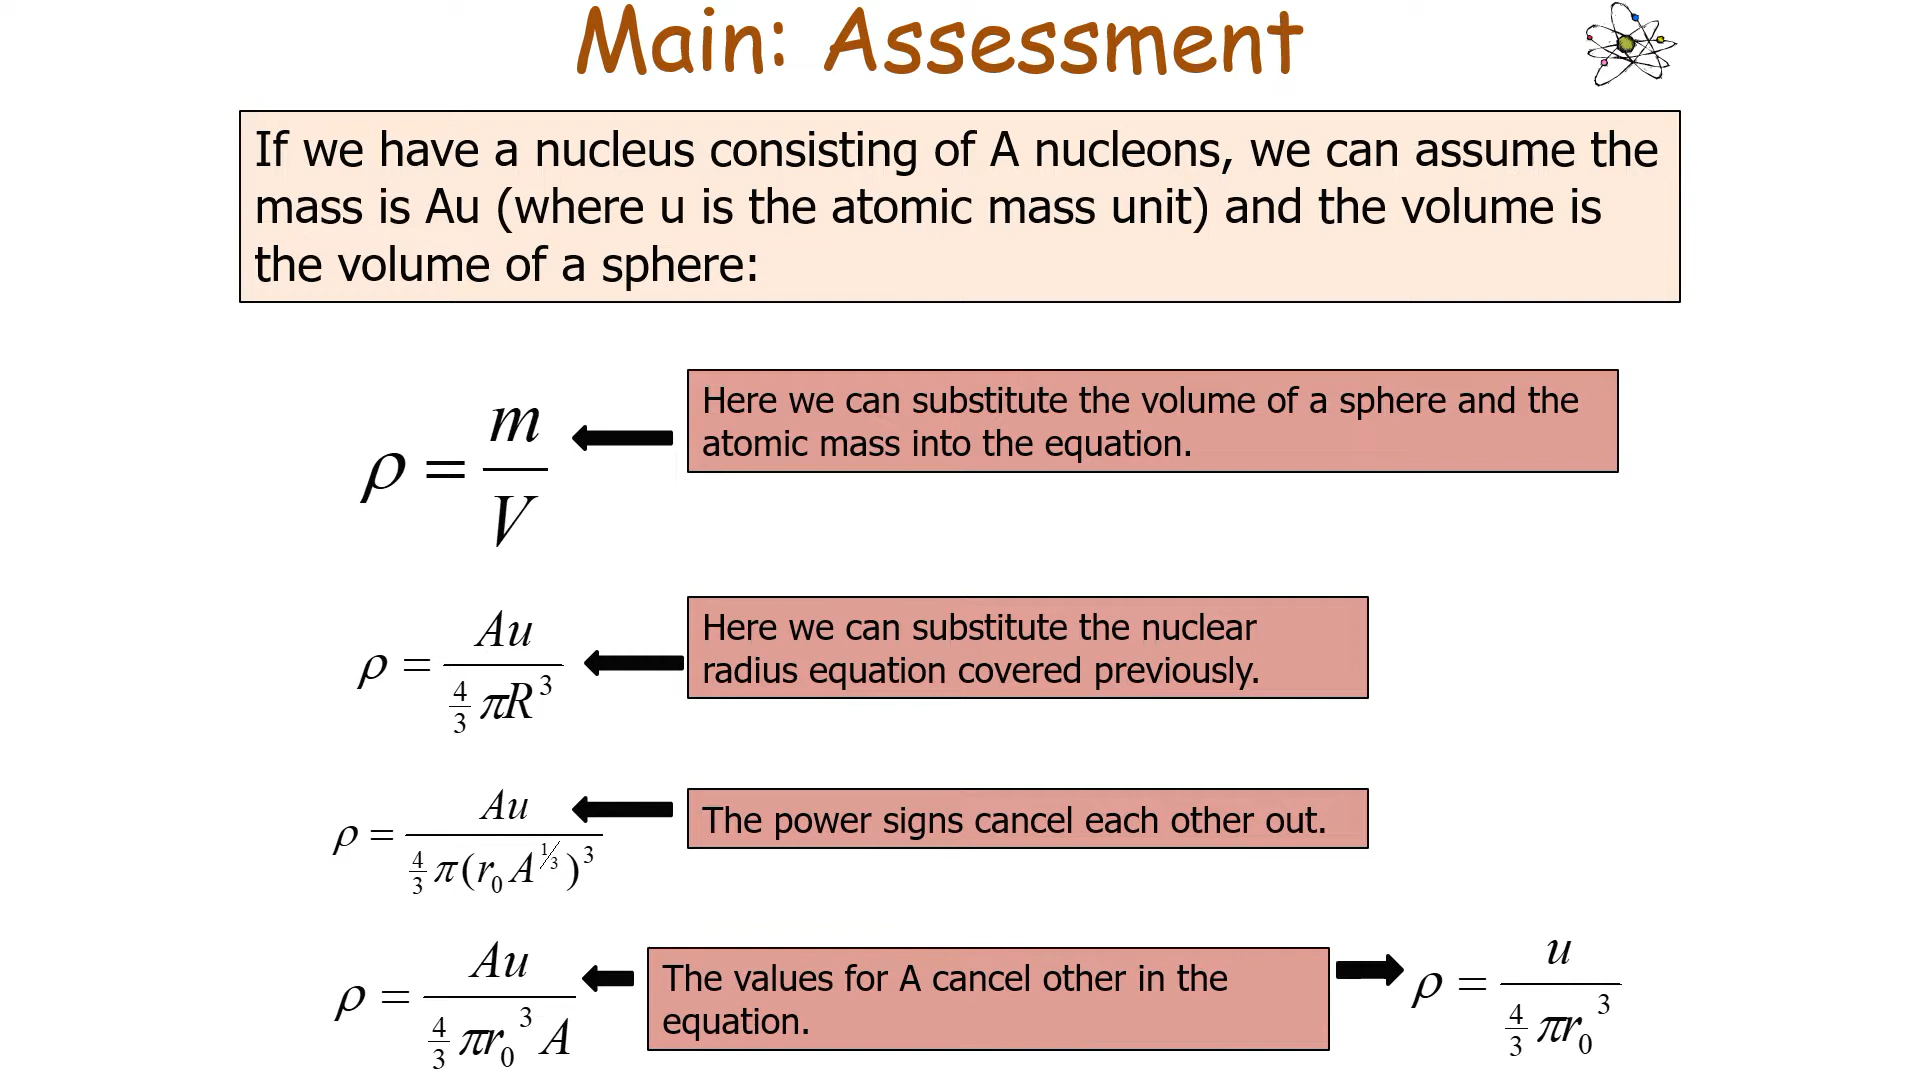 Main: Assessment
If we have a nucleus consisting of A nucleons, we can assume the
mass is Au (where u is the atomic mass unit) and the volume is
the volume of a sphere:
ρ = m / V
Here we can substitute the volume of a sphere and the
atomic mass into the equation.
ρ = Au / (4/3 πR³)
Here we can substitute the nuclear
radius equation covered previously.
ρ = Au / (4/3 π(r₀A^(1/3))³)
The power signs cancel each other out.
ρ = Au / (4/3 πr₀³A)
The values for A cancel other in the
equation.
ρ = u / (4/3 πr₀³)